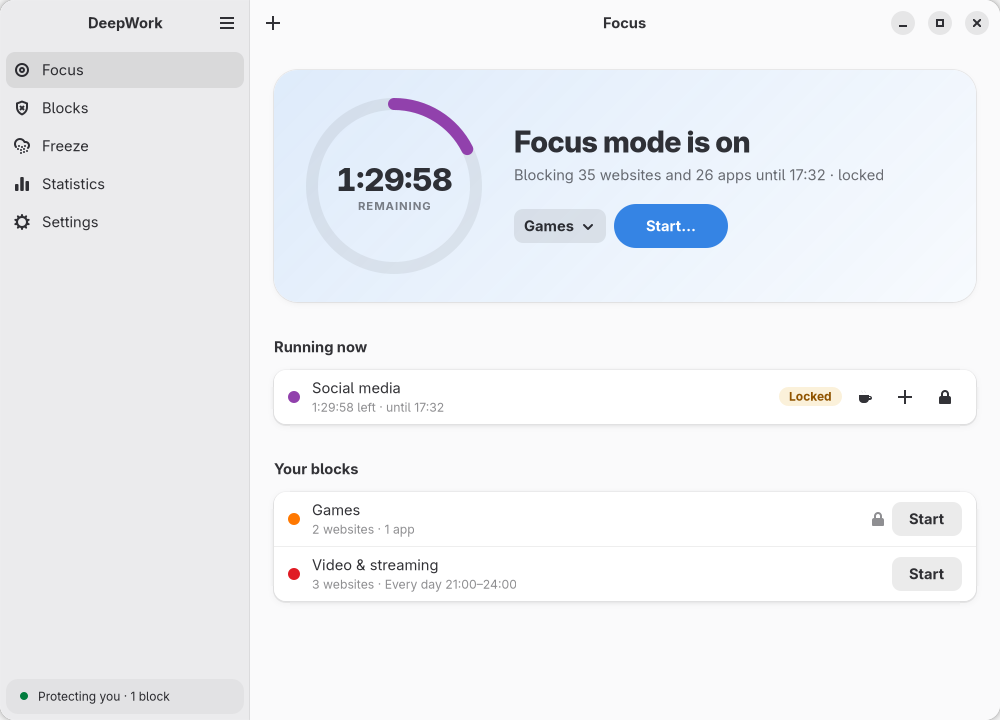 DeepWork
Focus
Blocks
Freeze
Statistics
Settings
Protecting you · 1 block
Focus
1:29:58
REMAINING
Focus mode is on
Blocking 35 websites and 26 apps until 17:32 · locked
Games
Start…
Running now
Social media
1:29:58 left · until 17:32
Locked
Your blocks
Games
2 websites · 1 app
Start
Video & streaming
3 websites · Every day 21:00–24:00
Start